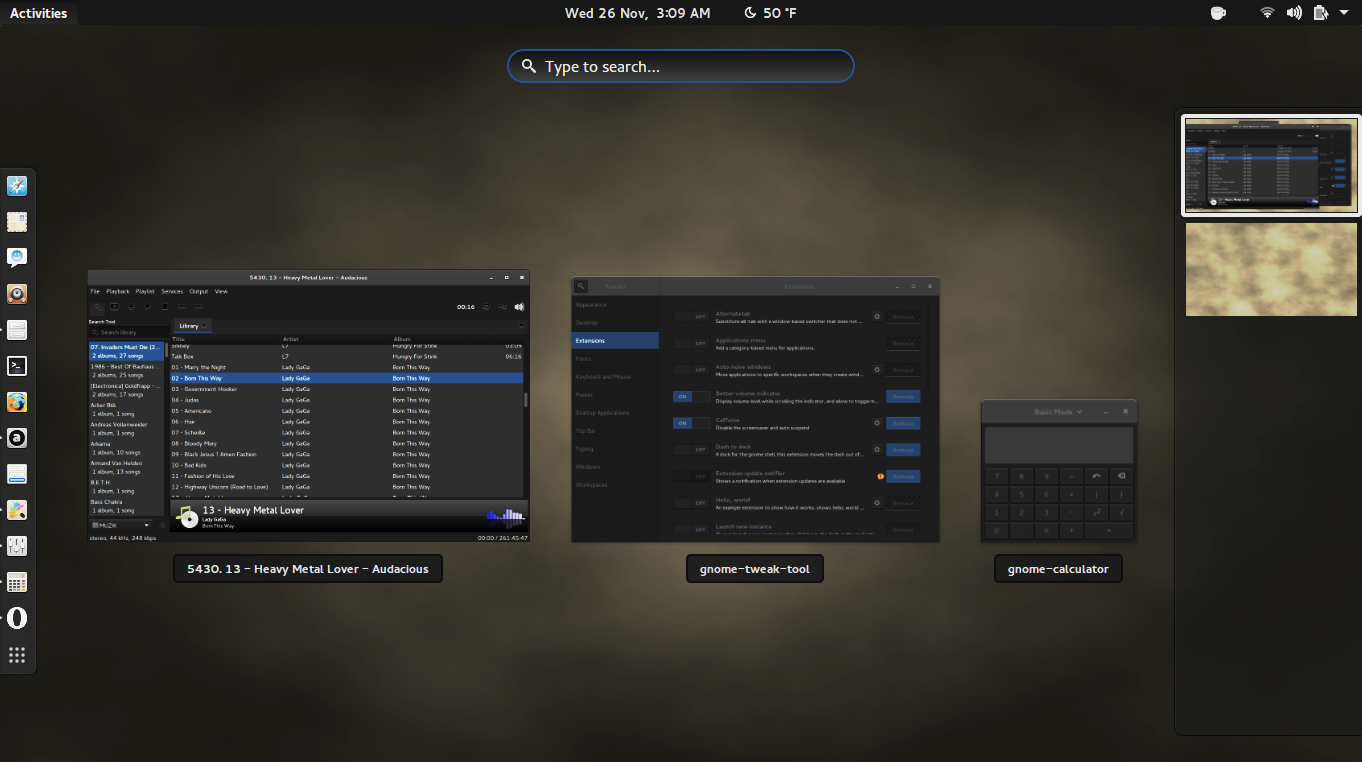 Activities
Wed 26 Nov, 3:09 AM
50 °F
Type to search...
5430. 13 - Heavy Metal Lover - Audacious
File Playback Playlist Services Output View
00:16
Search Tool
Search library
07. Invaders Must Die (2...
2 albums, 27 songs
1986 - Best Of Bauhaus ...
2 albums, 25 songs
[Electronica] Goldfrapp - ...
2 albums, 17 songs
Acker Bilk
1 album, 1 song
Andreas Vollenweider
1 album, 1 song
Arkarna
1 album, 10 songs
Armand Van Helden
1 album, 13 songs
B.E.T.H.
1 album, 1 song
Bass Chakra
1 album, 1 song
MUZIK
Library
Title Artist Album
Shirley L7 Hungry For Stink 03:09
Talk Box L7 Hungry For Stink 06:16
01 - Marry the Night Lady GaGa Born This Way
02 - Born This Way Lady GaGa Born This Way
03 - Government Hooker Lady GaGa Born This Way
04 - Judas Lady GaGa Born This Way
05 - Americano Lady GaGa Born This Way
06 - Hair Lady GaGa Born This Way
07 - Scheiße Lady GaGa Born This Way
08 - Bloody Mary Lady GaGa Born This Way
09 - Black Jesus † Amen Fashion Lady GaGa Born This Way
10 - Bad Kids Lady GaGa Born This Way
11 - Fashion of His Love Lady GaGa Born This Way
12 - Highway Unicorn (Road to Love) Lady GaGa Born This Way
13 - Heavy Metal Lover
Lady GaGa
Born This Way
stereo, 44 kHz, 248 kbps
00:00 / 261:45:47
5430. 13 - Heavy Metal Lover - Audacious
Tweaks
Extensions
Appearance
Desktop
Extensions
Fonts
Keyboard and Mouse
Power
Startup Applications
Top Bar
Typing
Windows
Workspaces
OFF Alternatetab Remove
Substitute alt-tab with a window based switcher that does not ...
OFF Applications menu Remove
Add a category-based menu for applications.
OFF Auto move windows Remove
Move applications to specific workspaces when they create wind...
ON Better volume indicator Remove
Display volume level while scrolling the indicator, and allow to toggle m...
ON Caffeine Remove
Disable the screensaver and auto suspend
OFF Dash to dock Remove
A dock for the gnome shell, this extension moves the dash out of...
OFF Extension update notifier Remove
Shows a notification when extension updates are available
OFF Hello, world! Remove
An example extension to show how it works, shows hello, world ...
OFF Launch new instance Remove
gnome-tweak-tool
Basic Mode
7 8 9 ÷
4 5 6 × ( )
1 2 3 - x² √
0 . % + =
gnome-calculator